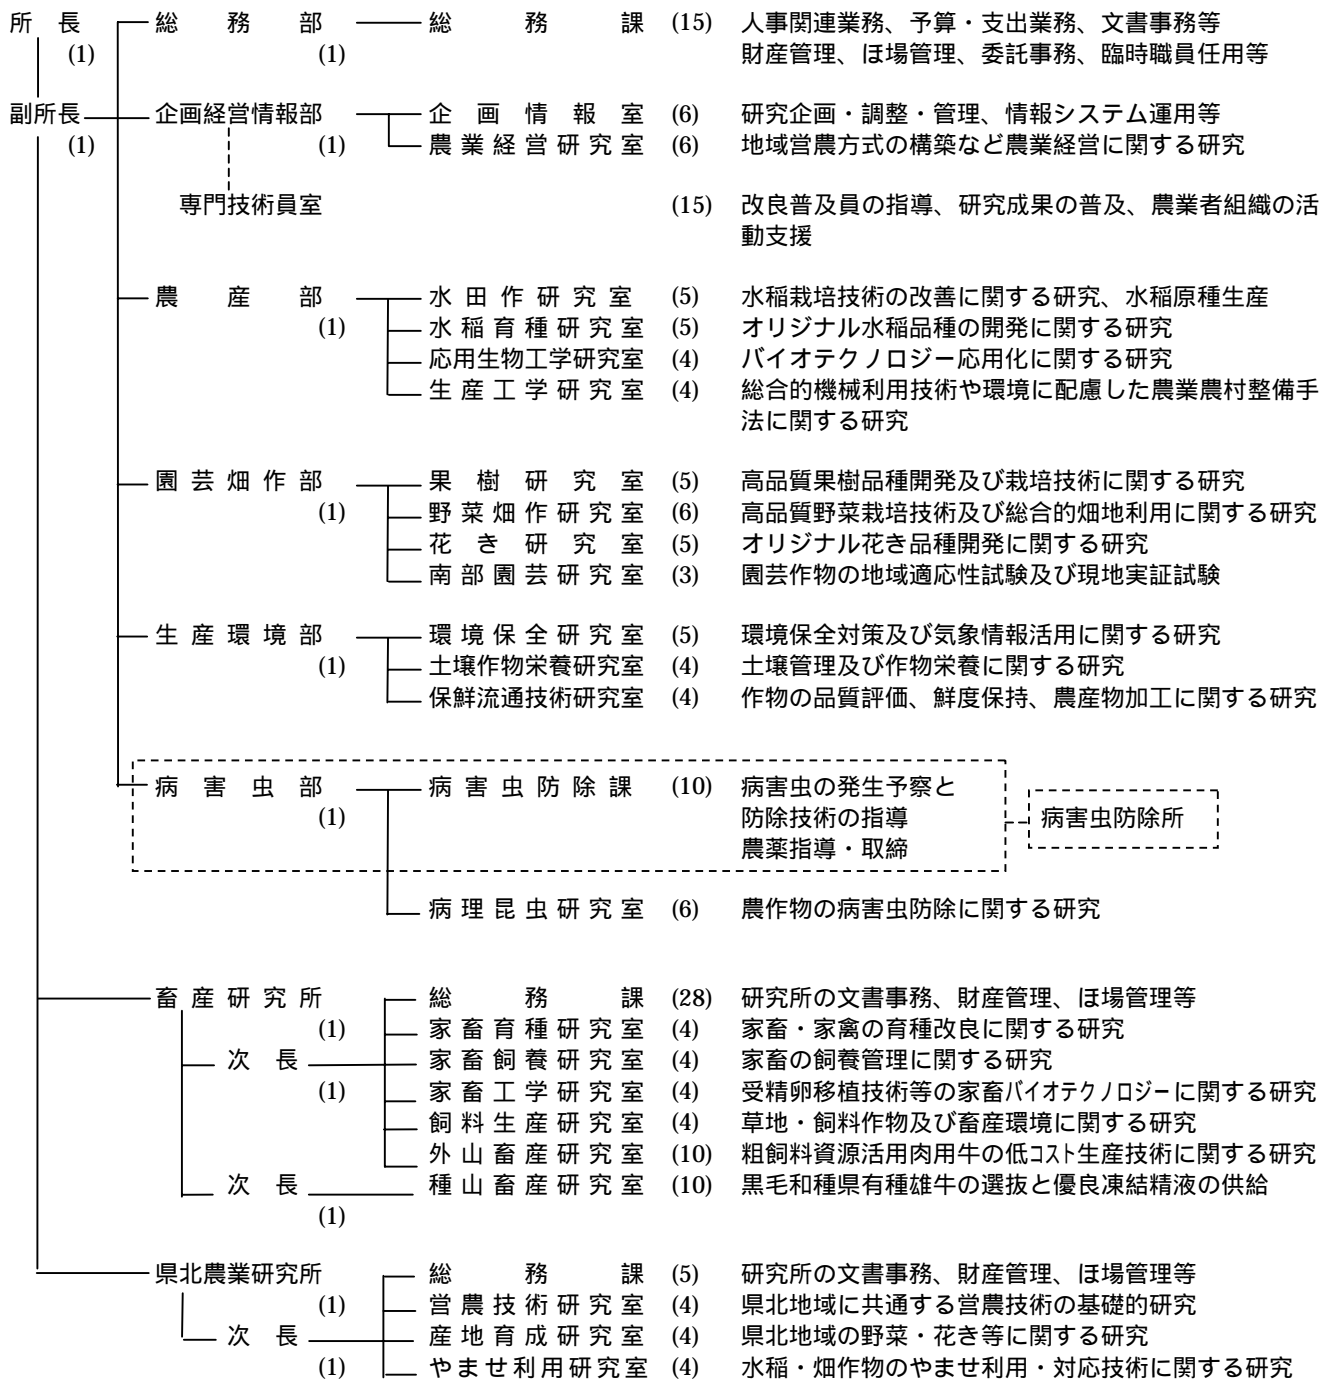 所長 総務部 総務課 (15) 人事関連業務、予算・支出業務、文書事務等
(1) (1) 財産管理、ほ場管理、委託事務、臨時職員任用等
副所長 企画経営情報部 企画情報室 (6) 研究企画・調整・管理、情報システム運用等
(1) (1) 農業経営研究室 (6) 地域営農方式の構築など農業経営に関する研究
専門技術員室 (15) 改良普及員の指導、研究成果の普及、農業者組織の活
動支援
農産部 水田作研究室 (5) 水稲栽培技術の改善に関する研究、水稲原種生産
(1) 水稲育種研究室 (5) オリジナル水稲品種の開発に関する研究
応用生物工学研究室 (4) バイオテクノロジー応用化に関する研究
生産工学研究室 (4) 総合的機械利用技術や環境に配慮した農業農村整備手
法に関する研究
園芸畑作部 果樹研究室 (5) 高品質果樹品種開発及び栽培技術に関する研究
(1) 野菜畑作研究室 (6) 高品質野菜栽培技術及び総合的畑地利用に関する研究
花き研究室 (5) オリジナル花き品種開発に関する研究
南部園芸研究室 (3) 園芸作物の地域適応性試験及び現地実証試験
生産環境部 環境保全研究室 (5) 環境保全対策及び気象情報活用に関する研究
(1) 土壌作物栄養研究室 (4) 土壌管理及び作物栄養に関する研究
保鮮流通技術研究室 (4) 作物の品質評価、鮮度保持、農産物加工に関する研究
病害虫部 病害虫防除課 (10) 病害虫の発生予察と
(1) 防除技術の指導 病害虫防除所
農薬指導・取締
病理昆虫研究室 (6) 農作物の病害虫防除に関する研究
畜産研究所 総務課 (28) 研究所の文書事務、財産管理、ほ場管理等
(1) 家畜育種研究室 (4) 家畜・家禽の育種改良に関する研究
次長 家畜飼養研究室 (4) 家畜の飼養管理に関する研究
(1) 家畜工学研究室 (4) 受精卵移植技術等の家畜バイオテクノロジーに関する研究
飼料生産研究室 (4) 草地・飼料作物及び畜産環境に関する研究
外山畜産研究室 (10) 粗飼料資源活用肉用牛の低コスト生産技術に関する研究
次長 種山畜産研究室 (10) 黒毛和種県有種雄牛の選抜と優良凍結精液の供給
(1)
県北農業研究所 総務課 (5) 研究所の文書事務、財産管理、ほ場管理等
(1) 営農技術研究室 (4) 県北地域に共通する営農技術の基礎的研究
次長 産地育成研究室 (4) 県北地域の野菜・花き等に関する研究
(1) やませ利用研究室 (4) 水稲・畑作物のやませ利用・対応技術に関する研究